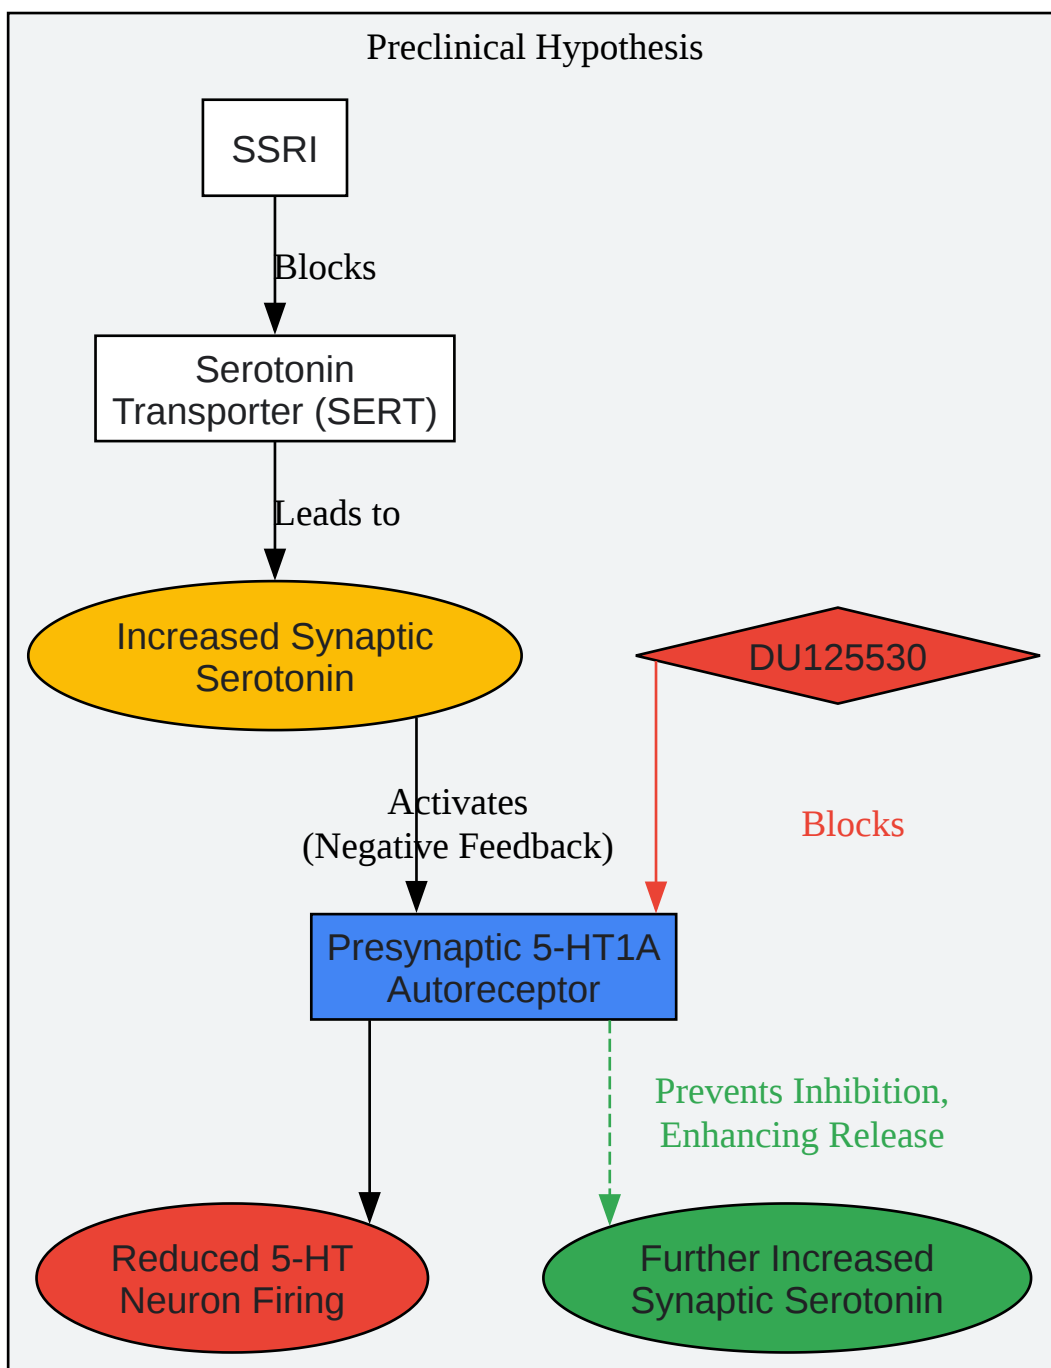 Preclinical Hypothesis
SSRI
Blocks
Serotonin
Transporter (SERT)
Leads to
Increased Synaptic
Serotonin
DU125530
Activates
(Negative Feedback)
Blocks
Presynaptic 5-HT1A
Autoreceptor
Prevents Inhibition,
Enhancing Release
Reduced 5-HT
Neuron Firing
Further Increased
Synaptic Serotonin